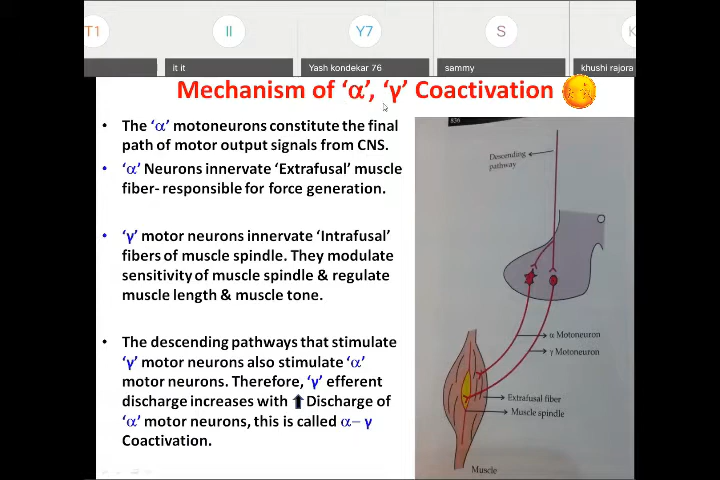 T1
II
Y7
S
K
it it
Yash kondekar 76
sammy
khushi rajora
Mechanism of ‘α’, ‘γ’ Coactivation
• The ‘α’ motoneurons constitute the final
path of motor output signals from CNS.
• ‘α’ Neurons innervate ‘Extrafusal’ muscle
fiber- responsible for force generation.
• ‘γ’ motor neurons innervate ‘Intrafusal’
fibers of muscle spindle. They modulate
sensitivity of muscle spindle & regulate
muscle length & muscle tone.
• The descending pathways that stimulate
‘γ’ motor neurons also stimulate ‘α’
motor neurons. Therefore, ‘γ’ efferent
discharge increases with ⬆ Discharge of
‘α’ motor neurons, this is called α– γ
Coactivation.
836
Descending
pathway
α Motoneuron
γ Motoneuron
Extrafusal fiber
Muscle spindle
Muscle